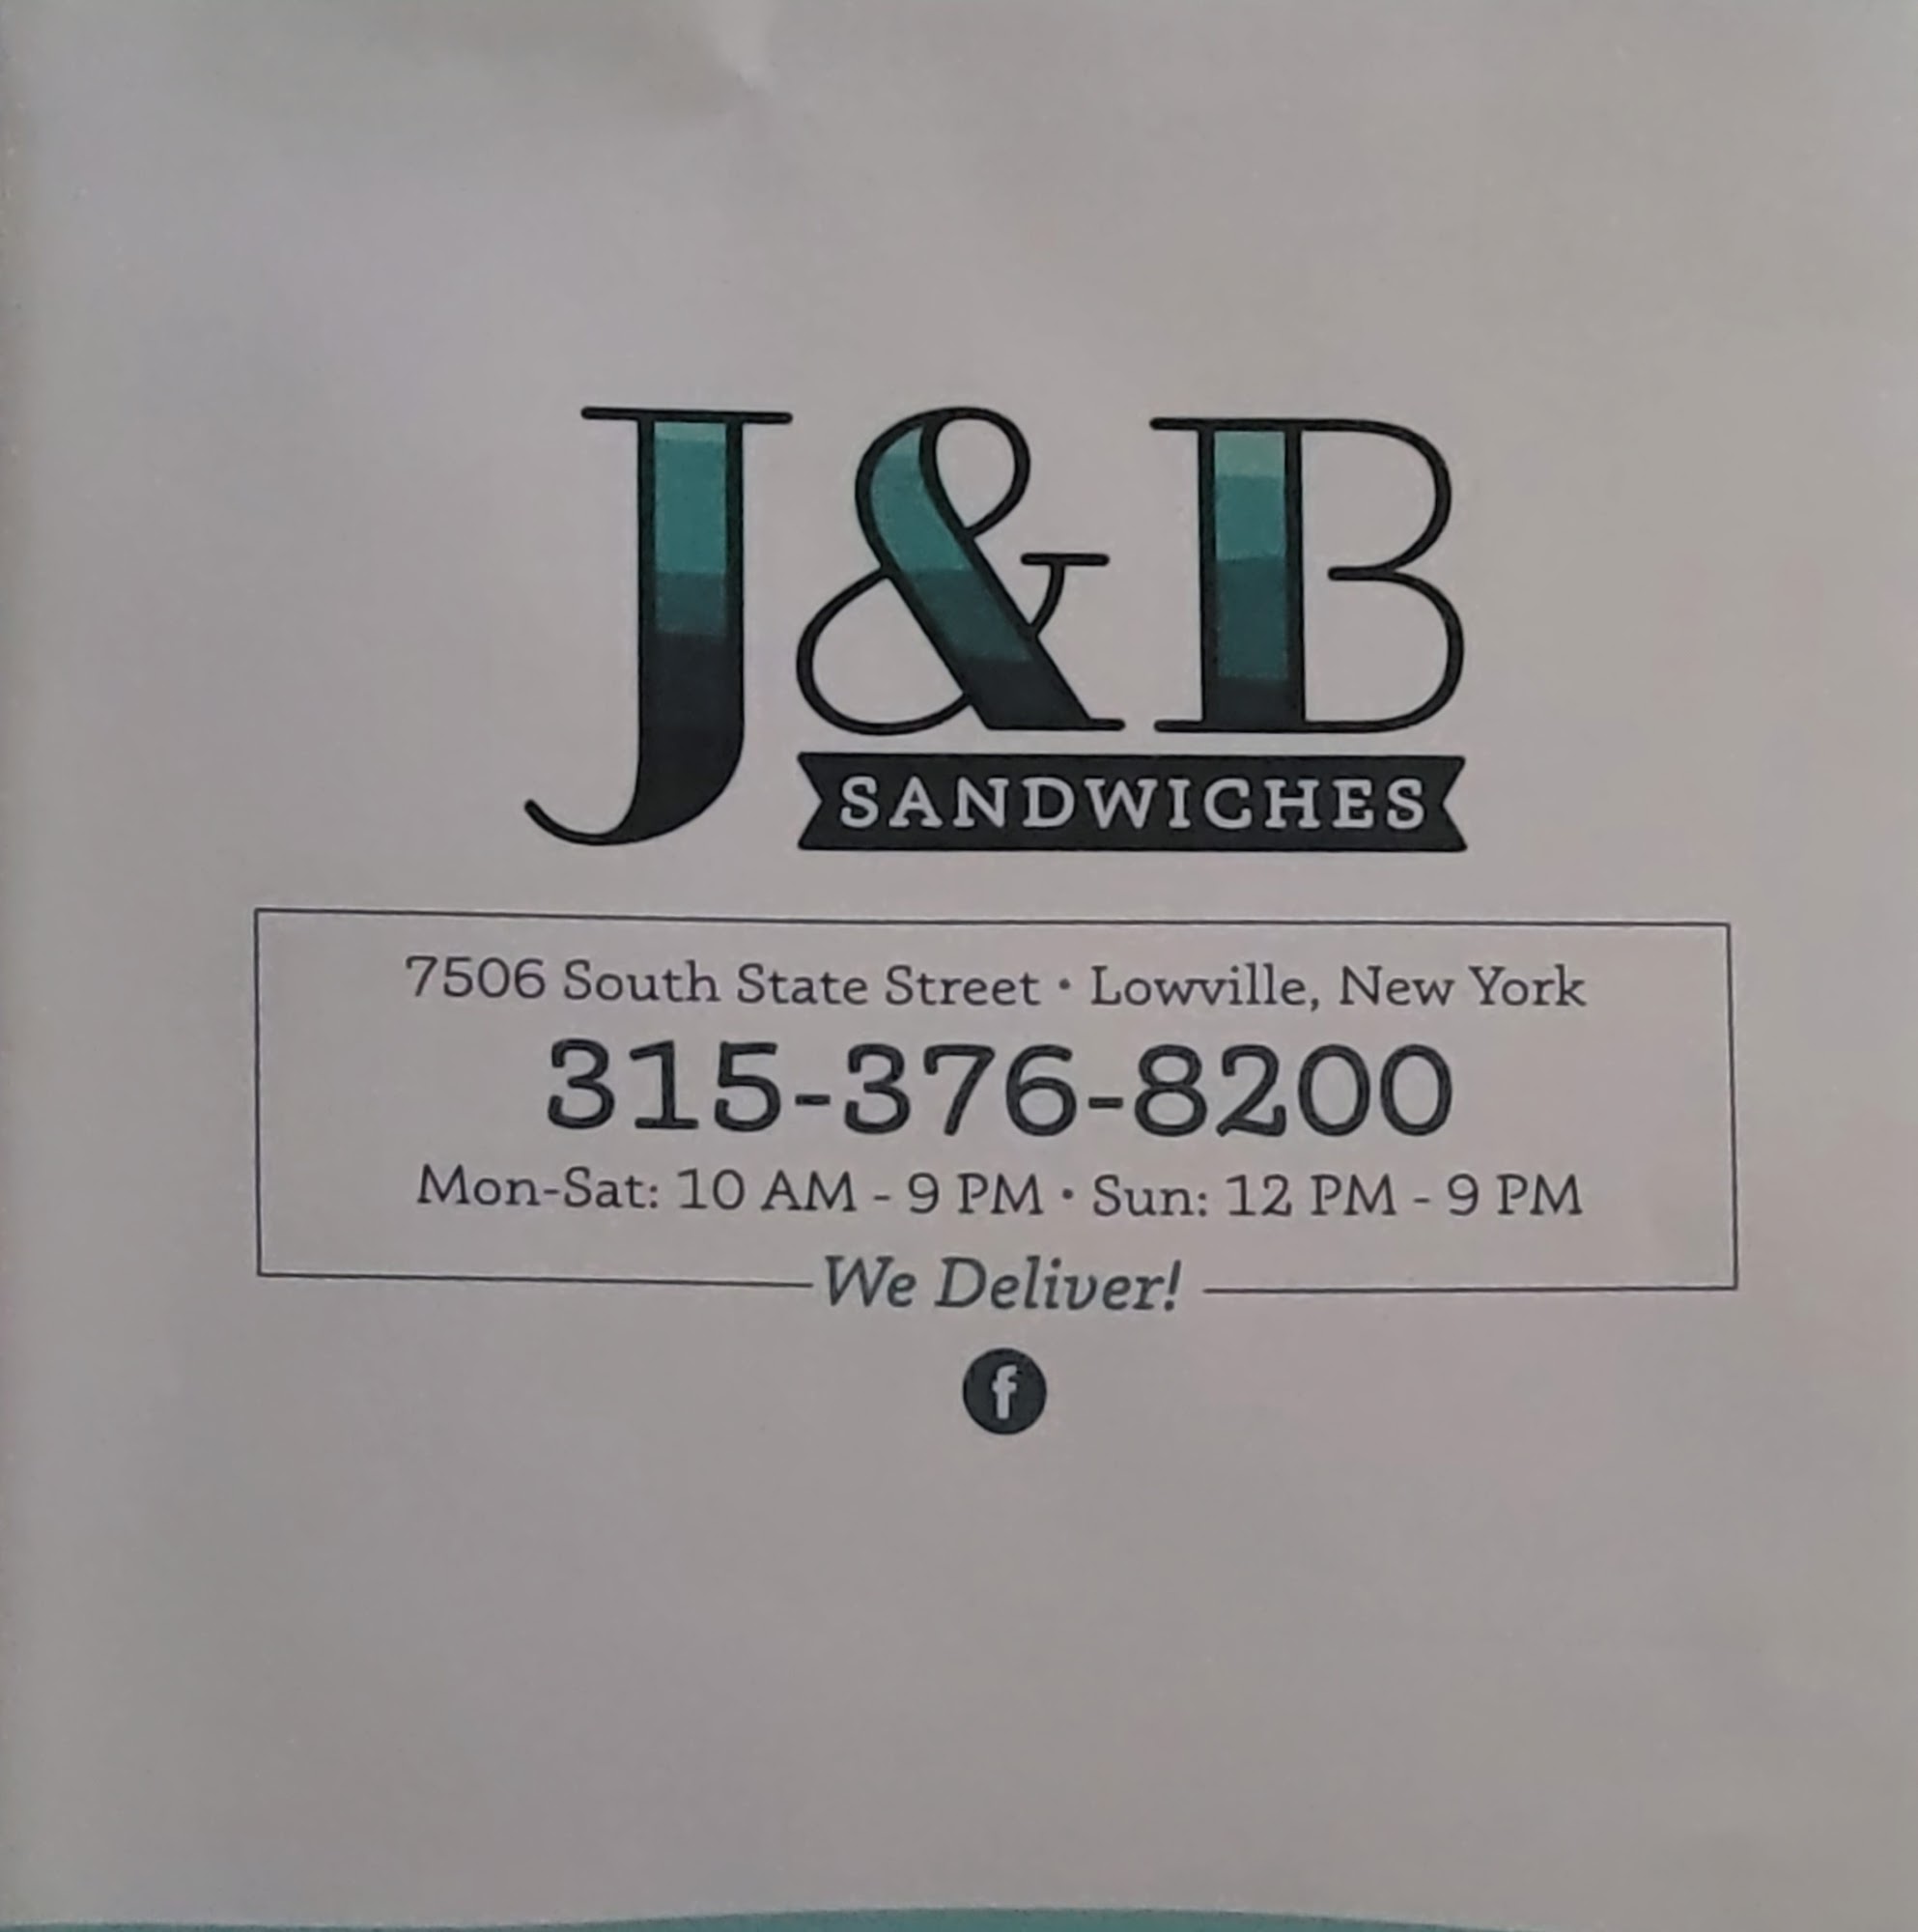 J&B
SANDWICHES
7506 South State Street • Lowville, New York
315-376-8200
Mon-Sat: 10 AM - 9 PM • Sun: 12 PM - 9 PM
We Deliver!
f